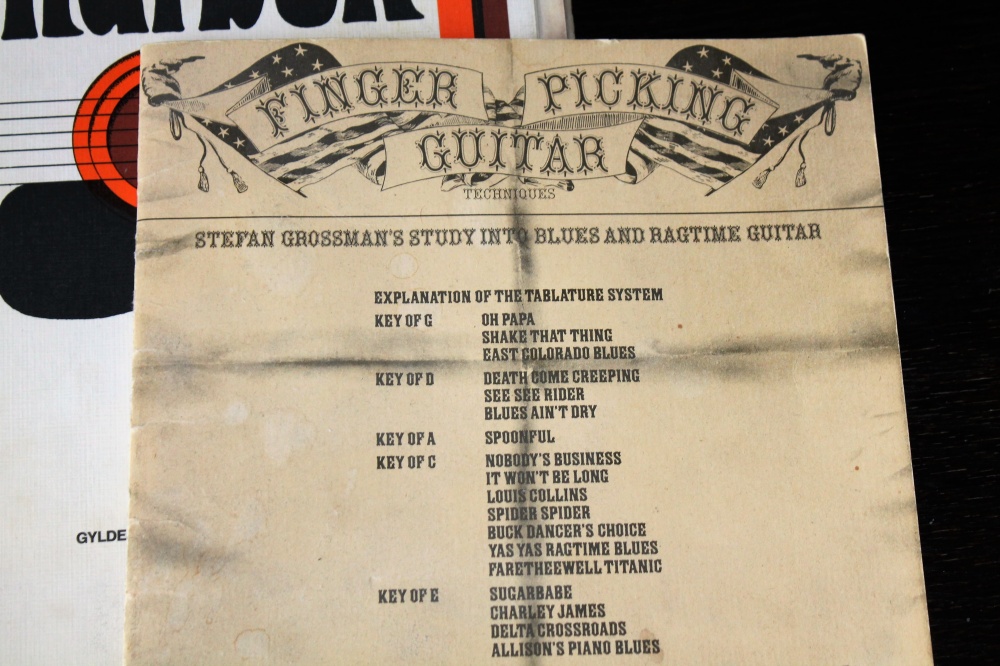 FINGER PICKING
GUITAR
TECHNIQUES
STEFAN GROSSMAN'S STUDY INTO BLUES AND RAGTIME GUITAR
EXPLANATION OF THE TABLATURE SYSTEM
KEY OF G OH PAPA
SHAKE THAT THING
EAST COLORADO BLUES
KEY OF D DEATH COME CREEPING
SEE SEE RIDER
BLUES AIN'T DRY
KEY OF A SPOONFUL
KEY OF C NOBODY'S BUSINESS
IT WON'T BE LONG
LOUIS COLLINS
SPIDER SPIDER
BUCK DANCER'S CHOICE
YAS YAS RAGTIME BLUES
FARETHEEWELL TITANIC
KEY OF E SUGARBABE
CHARLEY JAMES
DELTA CROSSROADS
ALLISON'S PIANO BLUES
GYLDE